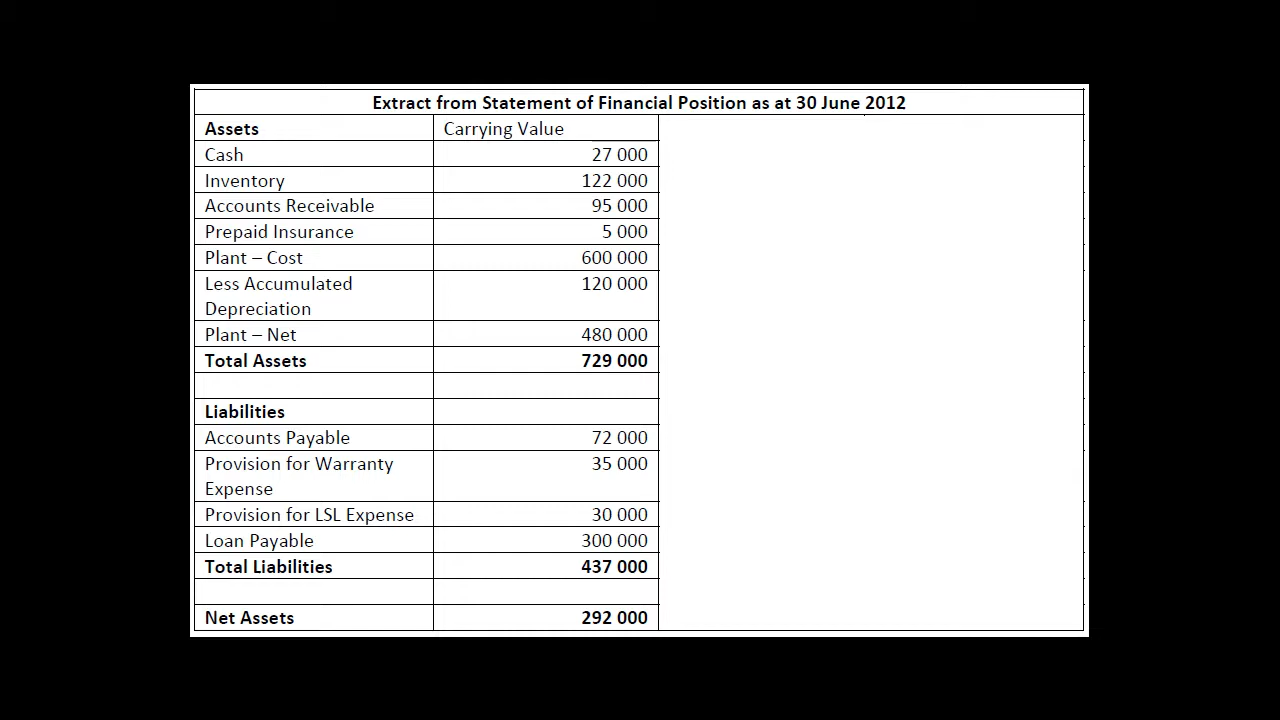 Extract from Statement of Financial Position as at 30 June 2012
Assets Carrying Value
Cash 27 000
Inventory 122 000
Accounts Receivable 95 000
Prepaid Insurance 5 000
Plant – Cost 600 000
Less Accumulated 120 000
Depreciation
Plant – Net 480 000
Total Assets 729 000
Liabilities
Accounts Payable 72 000
Provision for Warranty 35 000
Expense
Provision for LSL Expense 30 000
Loan Payable 300 000
Total Liabilities 437 000
Net Assets 292 000